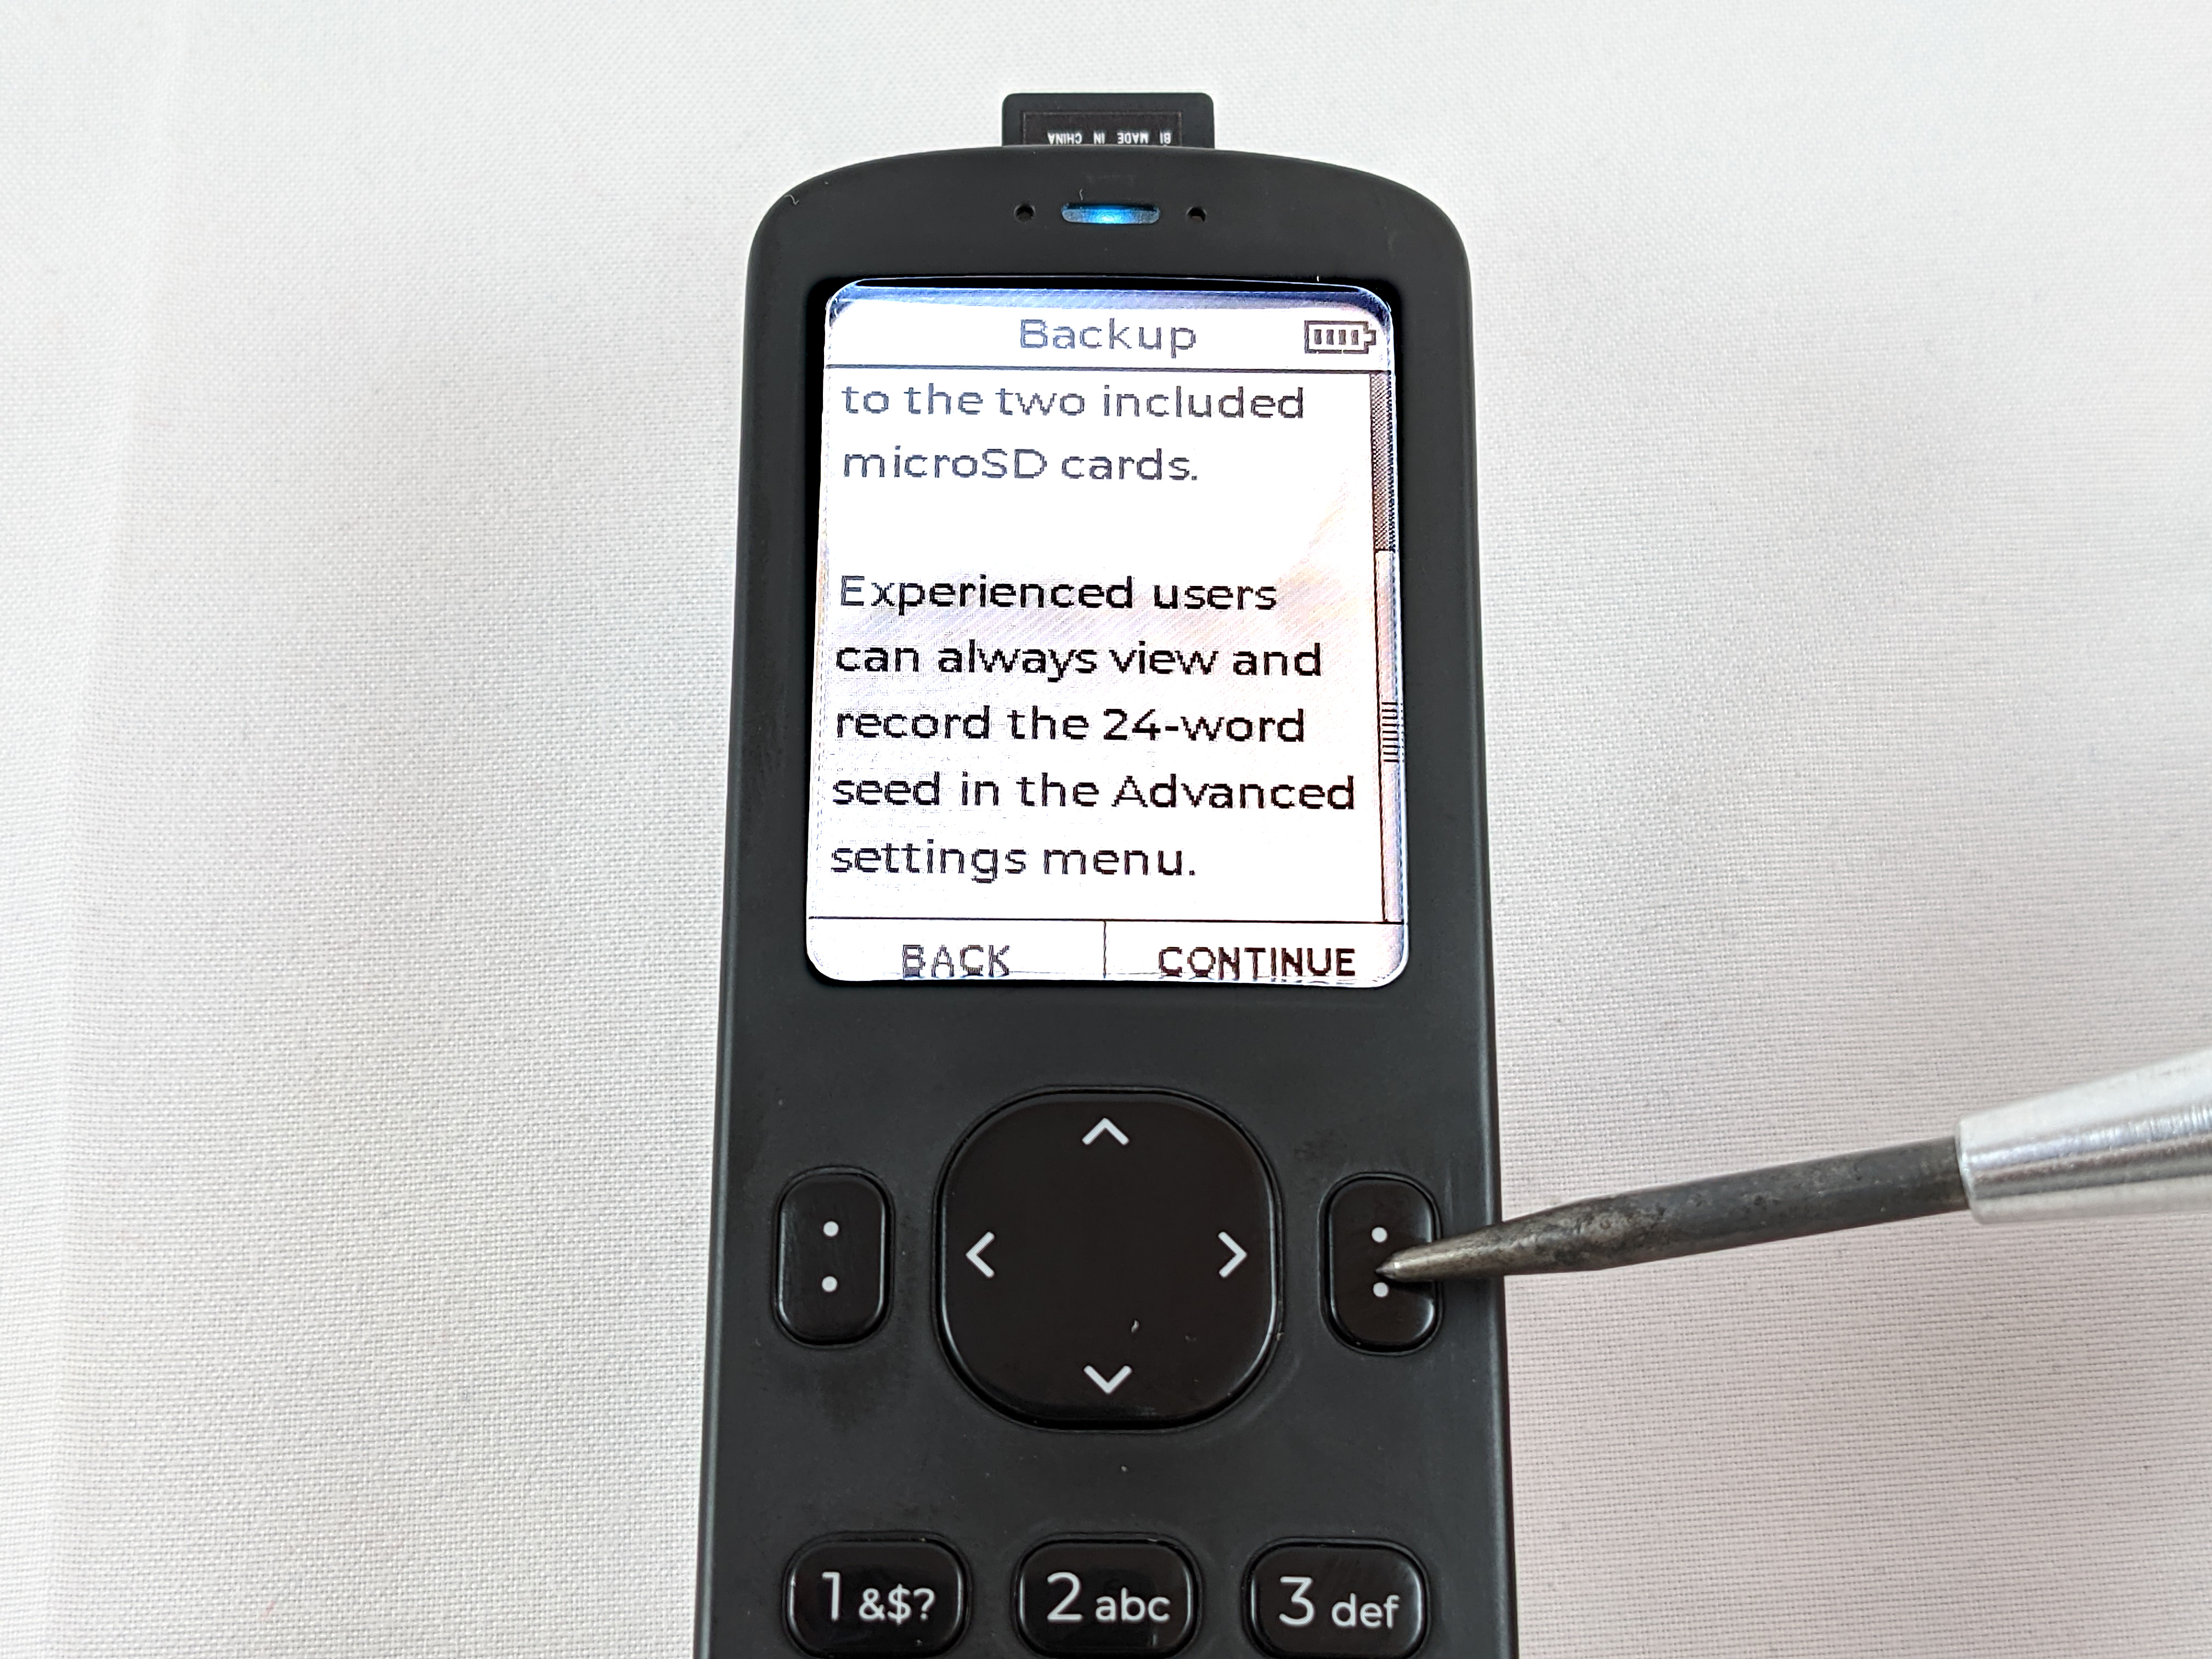 BI MADE IN CHINA
Backup
to the two included
microSD cards.
Experienced users
can always view and
record the 24-word
seed in the Advanced
settings menu.
BACK CONTINUE
1 &$? 2 abc 3 def